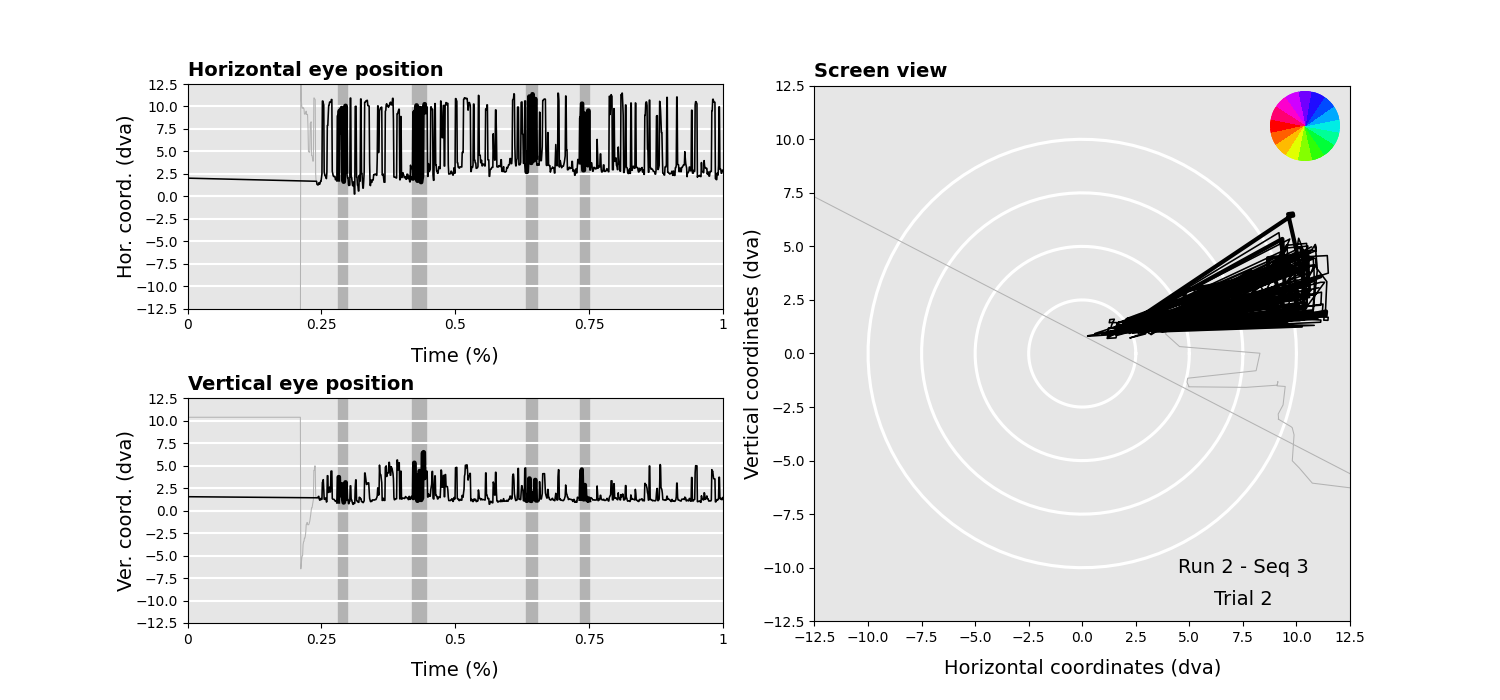 Horizontal eye position
12.5
10.0
7.5
5.0
2.5
0.0
−2.5
−5.0
−7.5
−10.0
−12.5
Hor. coord. (dva)
0 0.25 0.5 0.75 1
Time (%)
Vertical eye position
12.5
10.0
7.5
5.0
2.5
0.0
−2.5
−5.0
−7.5
−10.0
−12.5
Ver. coord. (dva)
0 0.25 0.5 0.75 1
Time (%)
Screen view
12.5
10.0
7.5
5.0
2.5
0.0
−2.5
−5.0
−7.5
−10.0
−12.5
Vertical coordinates (dva)
Run 2 - Seq 3
Trial 2
−12.5 −10.0 −7.5 −5.0 −2.5 0.0 2.5 5.0 7.5 10.0 12.5
Horizontal coordinates (dva)